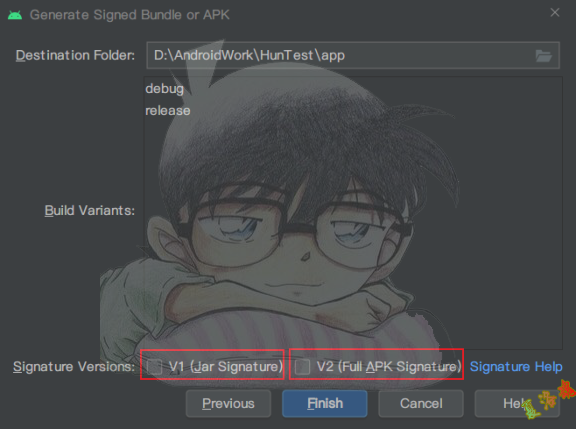 Generate Signed Bundle or APK
Destination Folder: D:\AndroidWork\HunTest\app
debug
release
Build Variants:
Signature Versions: V1 (Jar Signature) V2 (Full APK Signature) Signature Help
Previous Finish Cancel